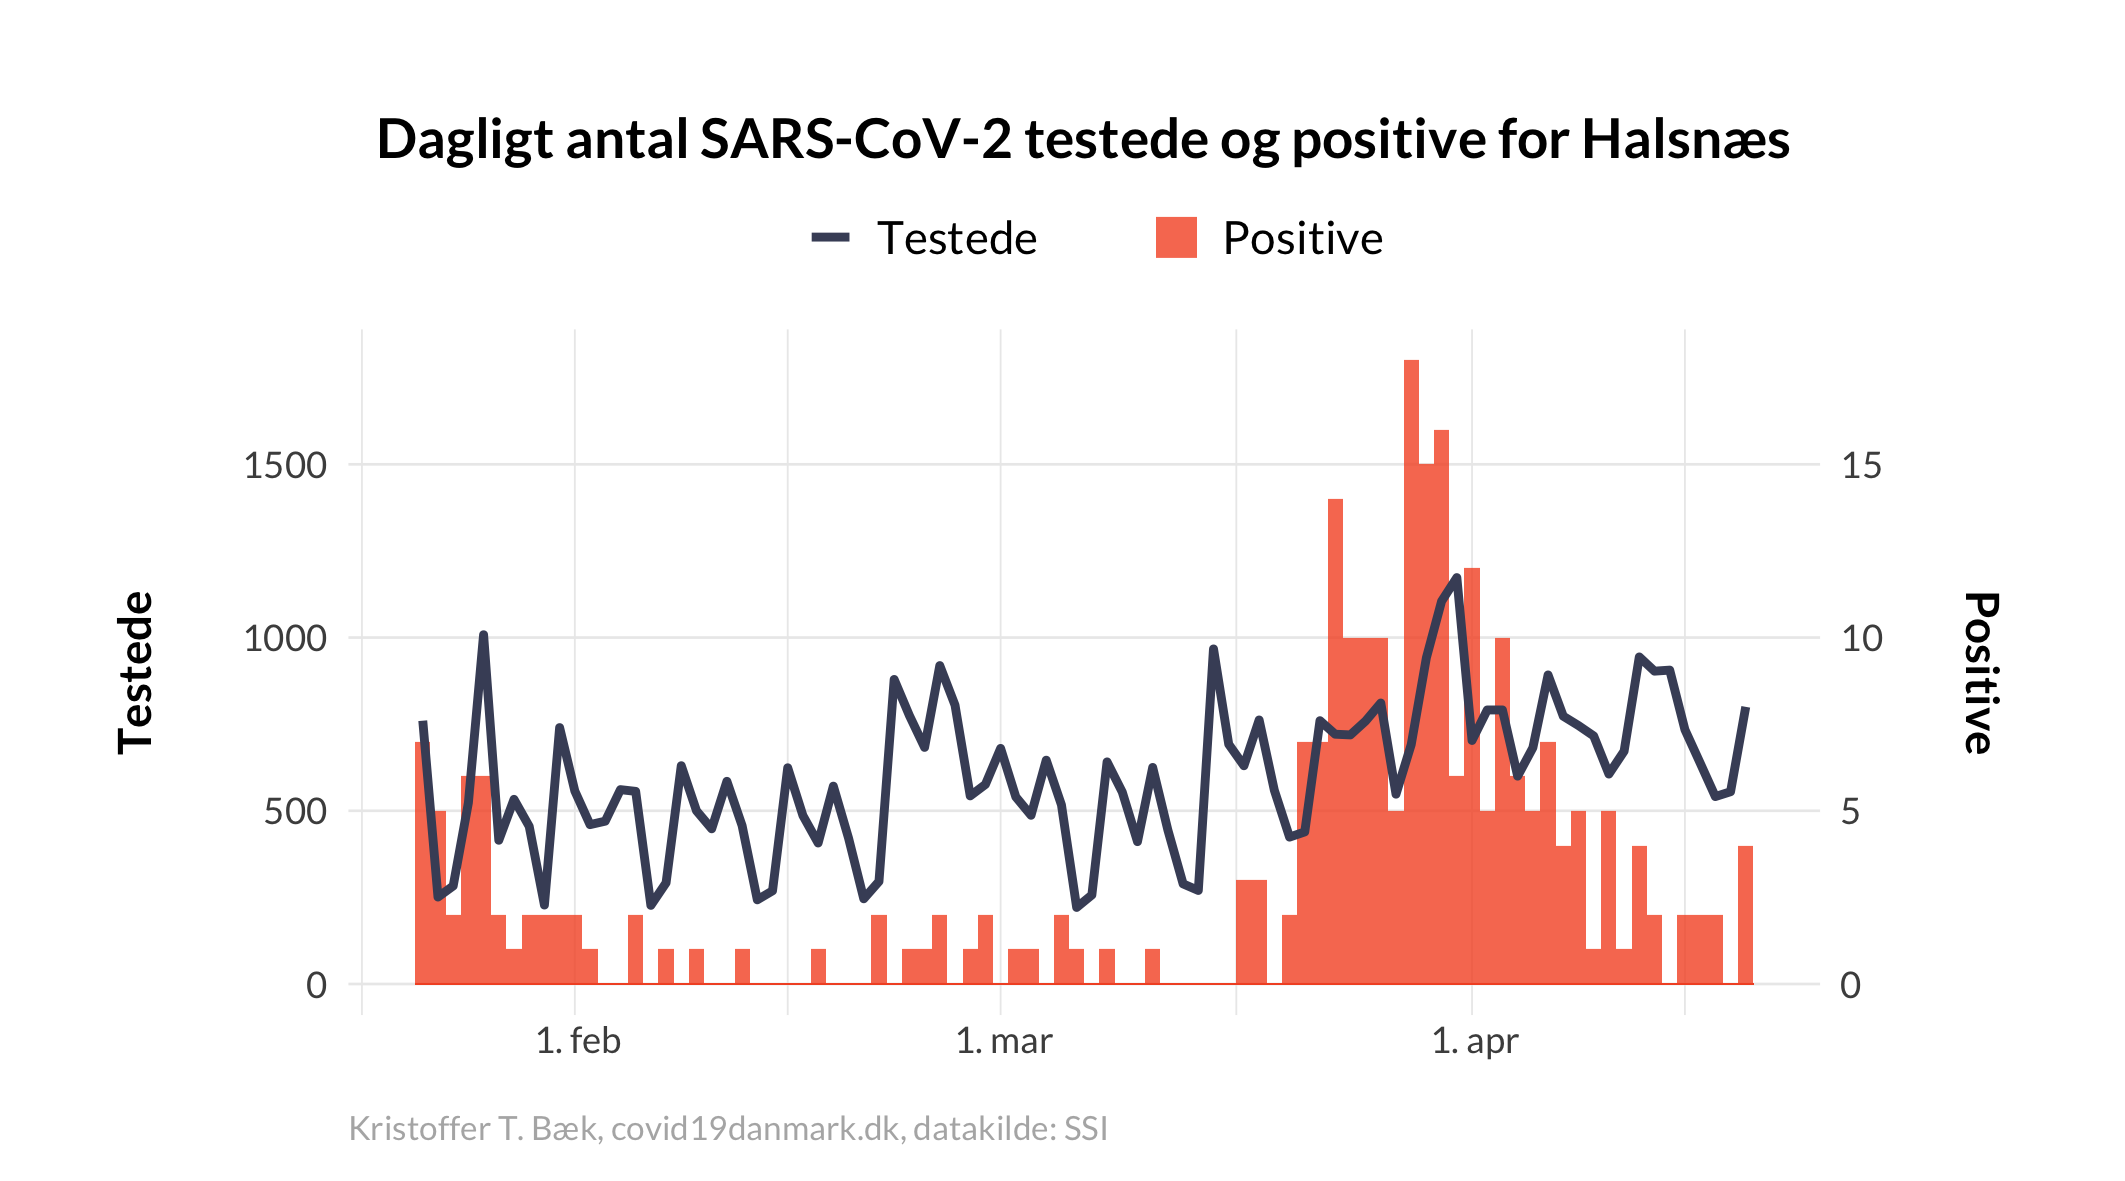 Dagligt antal SARS-CoV-2 testede og positive for Halsnæs
Testede
Positive
1500
1000
500
0
Testede
15
10
5
0
Positive
1. feb
1. mar
1. apr
Kristoffer T. Bæk, covid19danmark.dk, datakilde: SSI